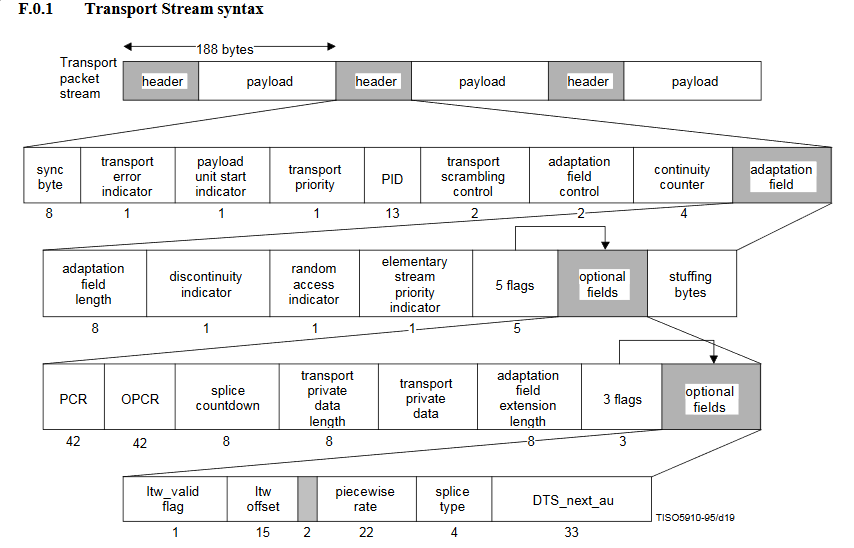 F.0.1 Transport Stream syntax
188 bytes
Transport
packet
stream
header
payload
header
payload
header
payload
sync
byte
transport
error
indicator
payload
unit start
indicator
transport
priority
PID
transport
scrambling
control
adaptation
field
control
continuity
counter
adaptation
field
8
1
1
1
13
2
2
4
adaptation
field
length
discontinuity
indicator
random
access
indicator
elementary
stream
priority
indicator
5 flags
optional
fields
stuffing
bytes
8
1
1
1
5
PCR
OPCR
splice
countdown
transport
private
data
length
transport
private
data
adaptation
field
extension
length
3 flags
optional
fields
42
42
8
8
8
3
ltw_valid
flag
ltw
offset
piecewise
rate
splice
type
DTS_next_au
1
15
2
22
4
33
TISO5910-95/d19